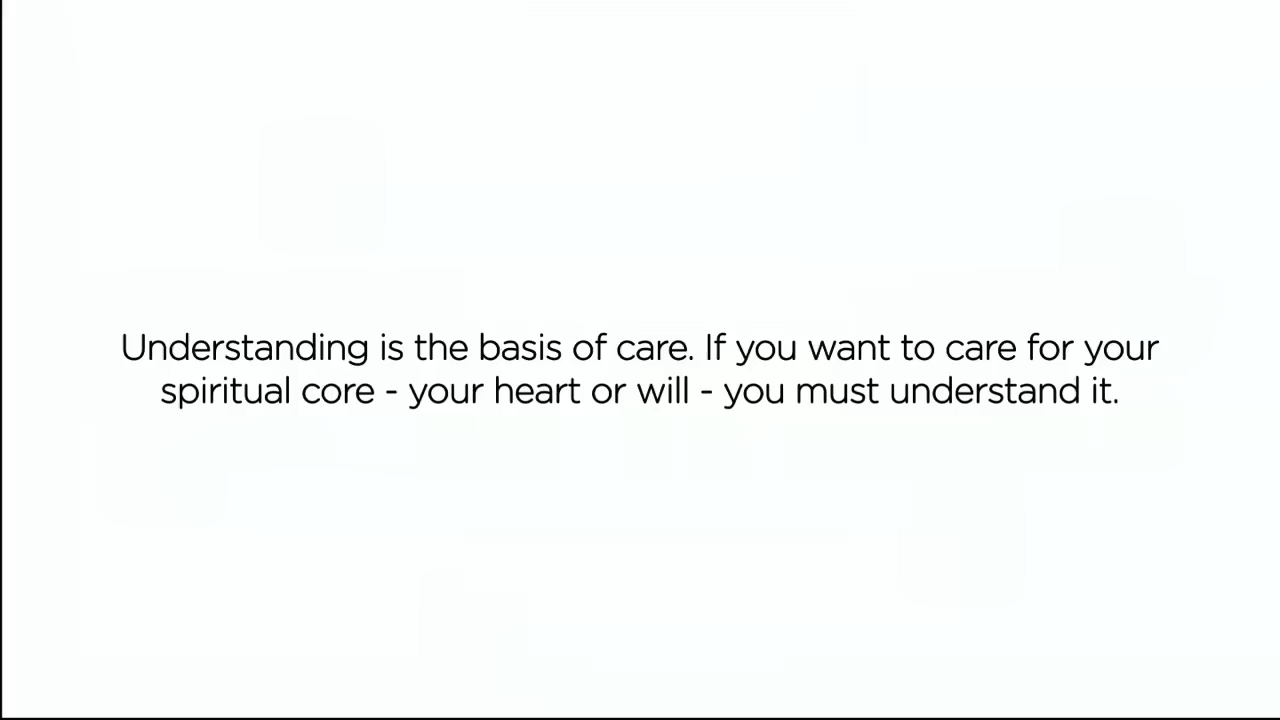 Understanding is the basis of care. If you want to care for your
spiritual core - your heart or will - you must understand it.